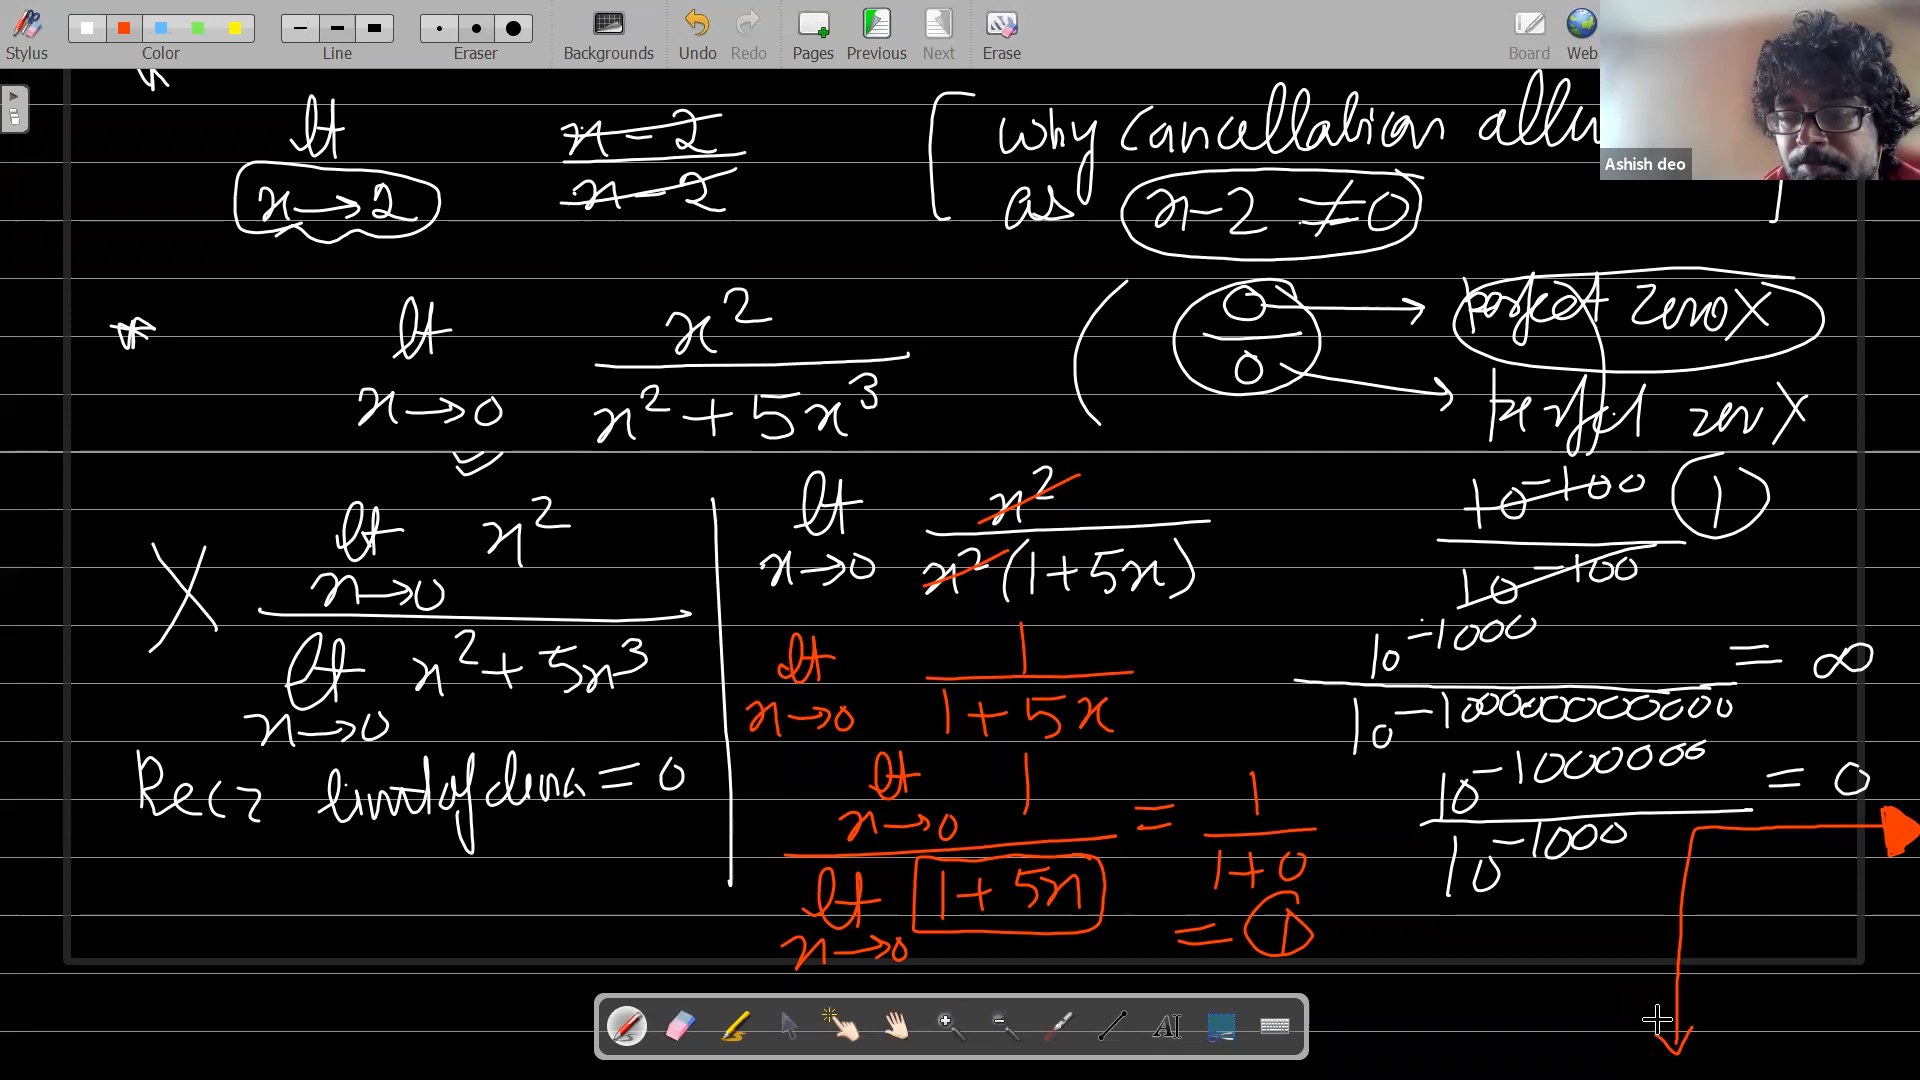 Stylus Color Line Eraser Backgrounds Undo Redo Pages Previous Next Erase Board Web
Ashish deo
lt x→2 x-2 / x-2
[ why cancellation
as x-2 ≠ 0 ]
* lt x→0 x² / x²+5x³
( 0 / 0 → perfect zero X
→ perfect zero X
X lt x→0 x² / lt x→0 x²+5x³
limit of = 0
lt x→0 x² / x²(1+5x)
lt x→0 1 / 1+5x
lt x→0 1 / lt x→0 1+5x = 1 / 1+0
= 1
10⁻¹⁰⁰ / 10⁻¹⁰⁰ 1
10⁻¹⁰⁰⁰ / 10⁻¹⁰⁰⁰⁰⁰⁰⁰⁰⁰⁰⁰ = ∞
10⁻¹⁰⁰⁰⁰⁰⁰ / 10⁻¹⁰⁰⁰ = 0
AI